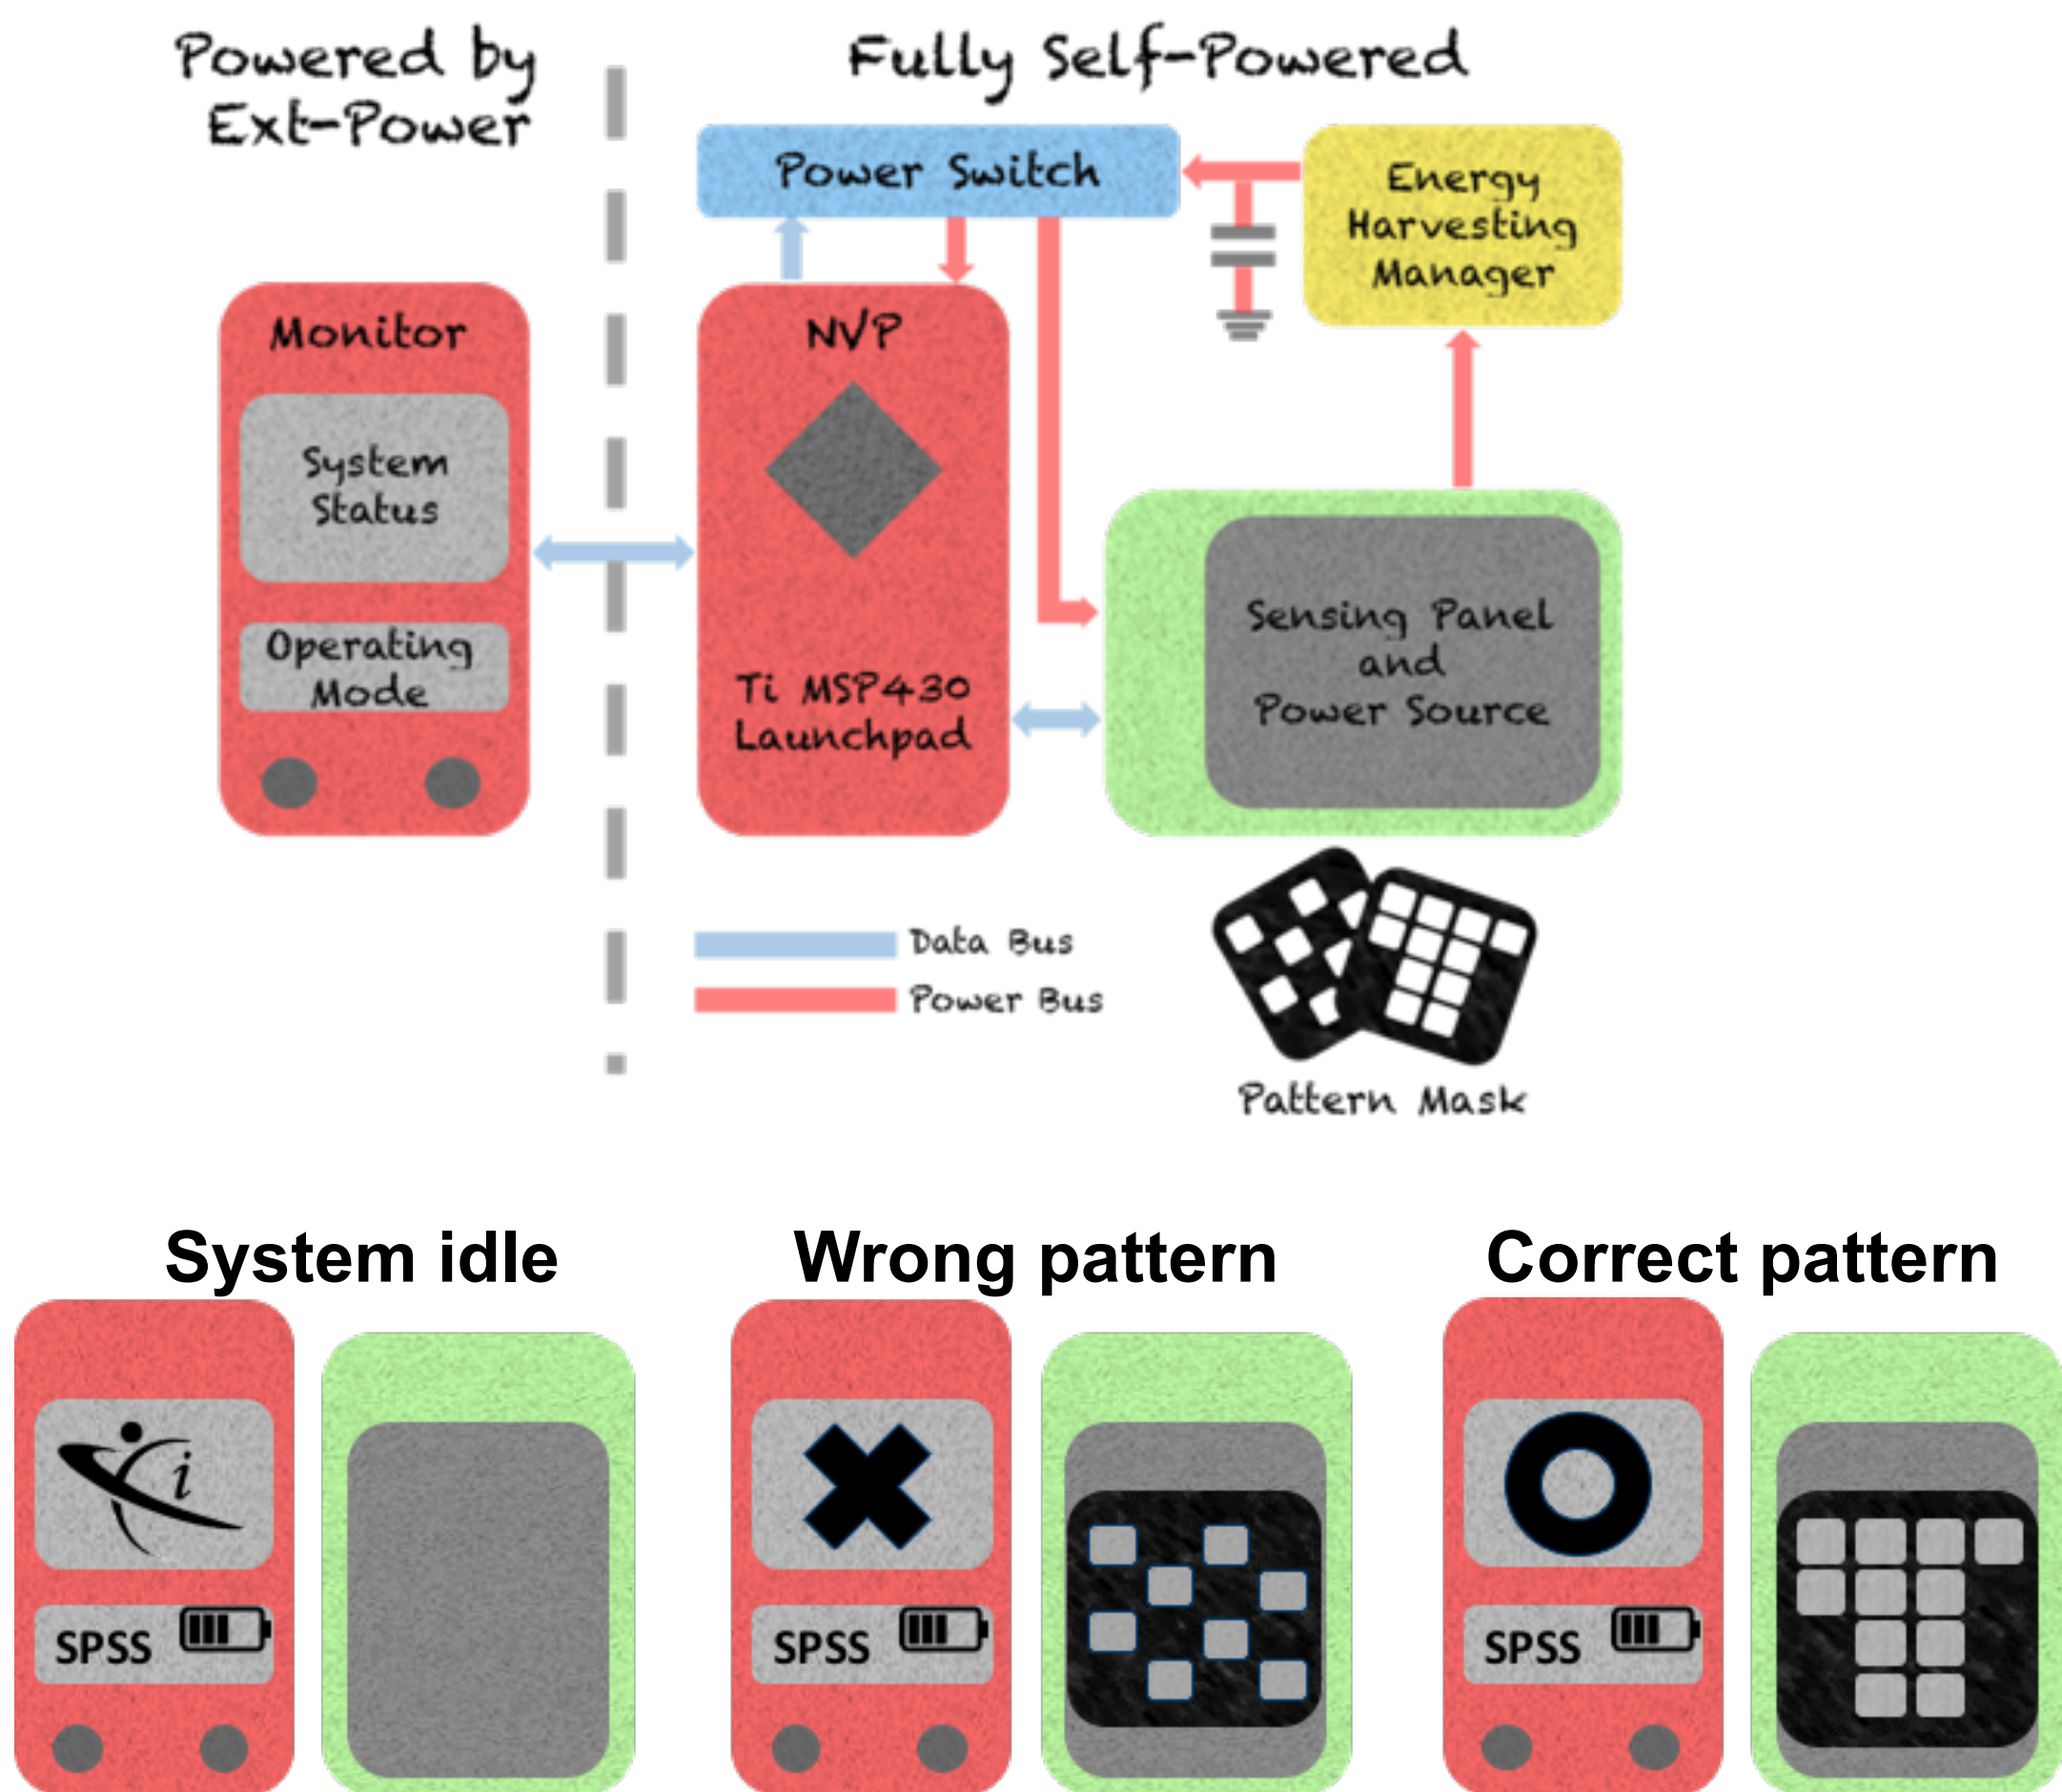 Powered by
Ext-Power
Fully Self-Powered
Power Switch
Energy
Harvesting
Manager
Monitor
System
Status
Operating
Mode
NVP
Ti MSP430
Launchpad
Sensing Panel
and
Power Source
Data Bus
Power Bus
Pattern Mask
System idle
Wrong pattern
Correct pattern
i
SPSS
SPSS
SPSS